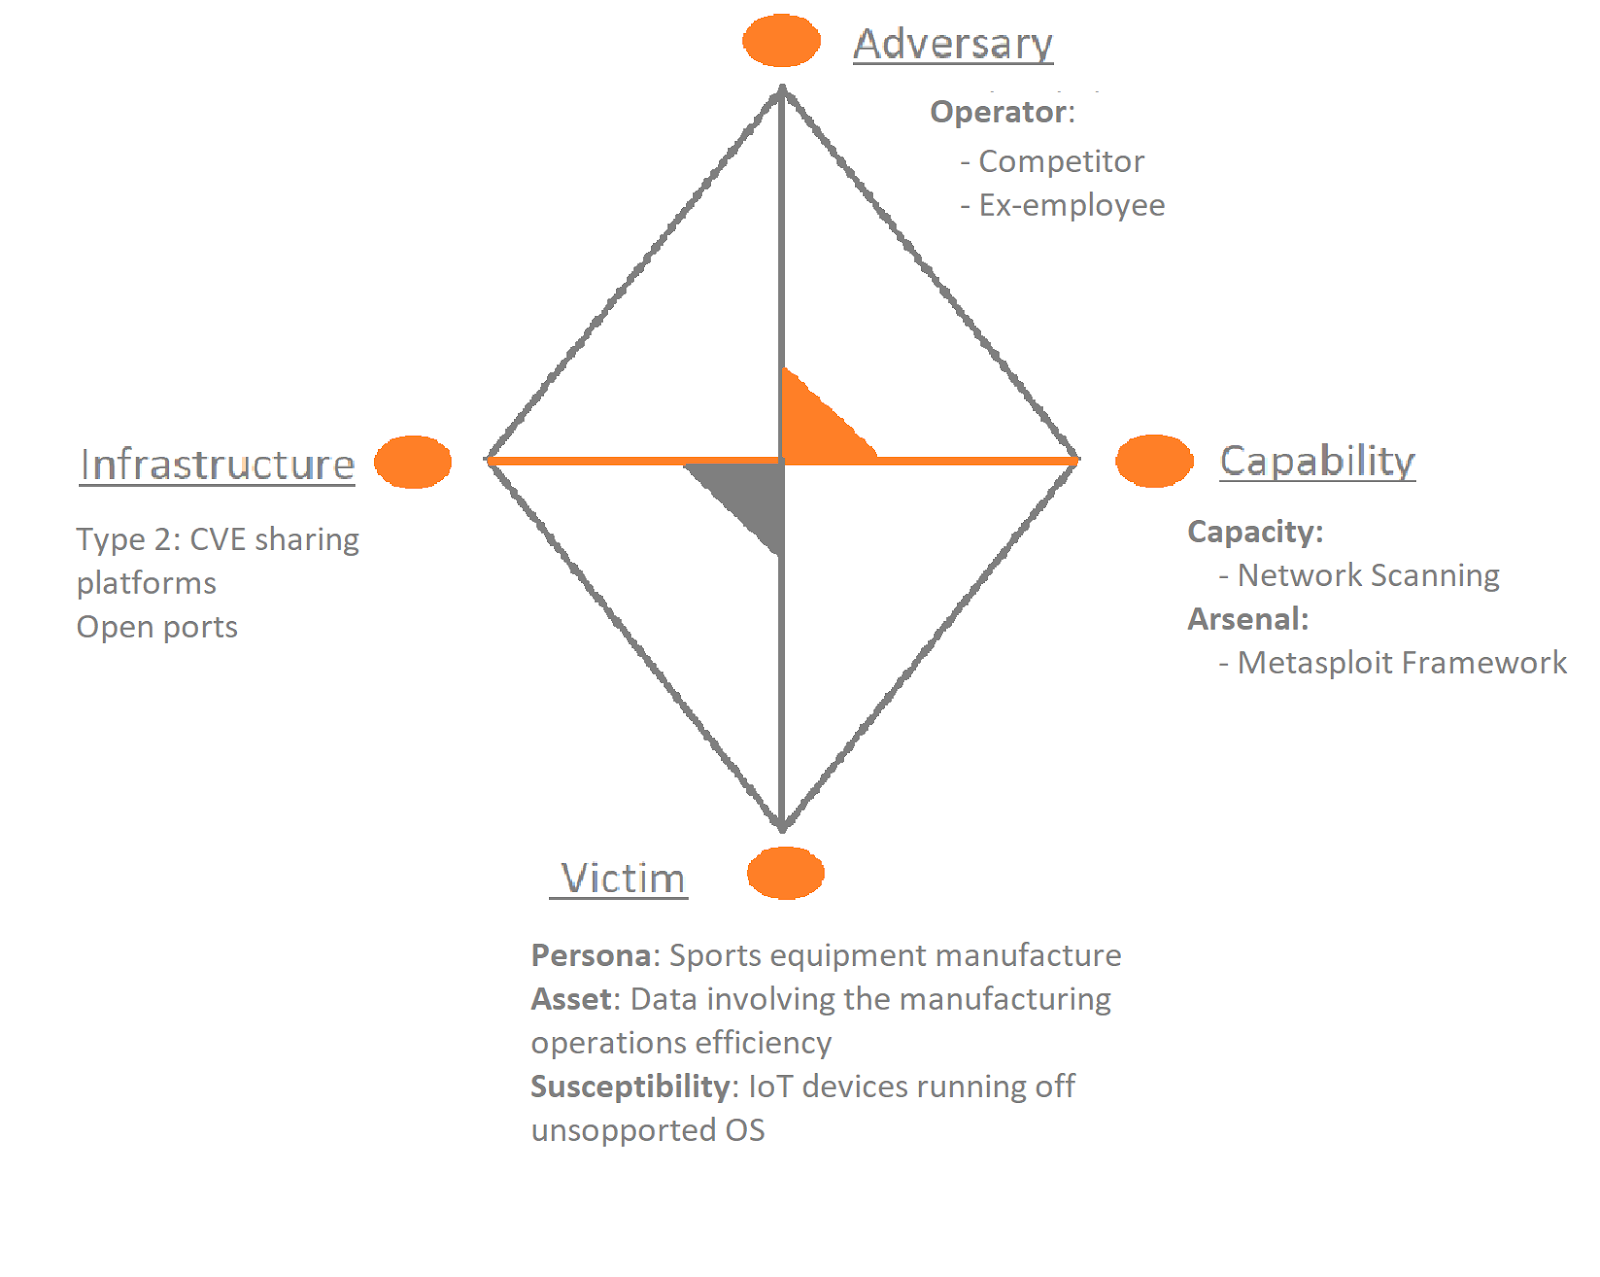 Adversary
Operator:
- Competitor
- Ex-employee
Infrastructure
Type 2: CVE sharing
platforms
Open ports
Capability
Capacity:
- Network Scanning
Arsenal:
- Metasploit Framework
Victim
Persona: Sports equipment manufacture
Asset: Data involving the manufacturing
operations efficiency
Susceptibility: IoT devices running off
unsopported OS